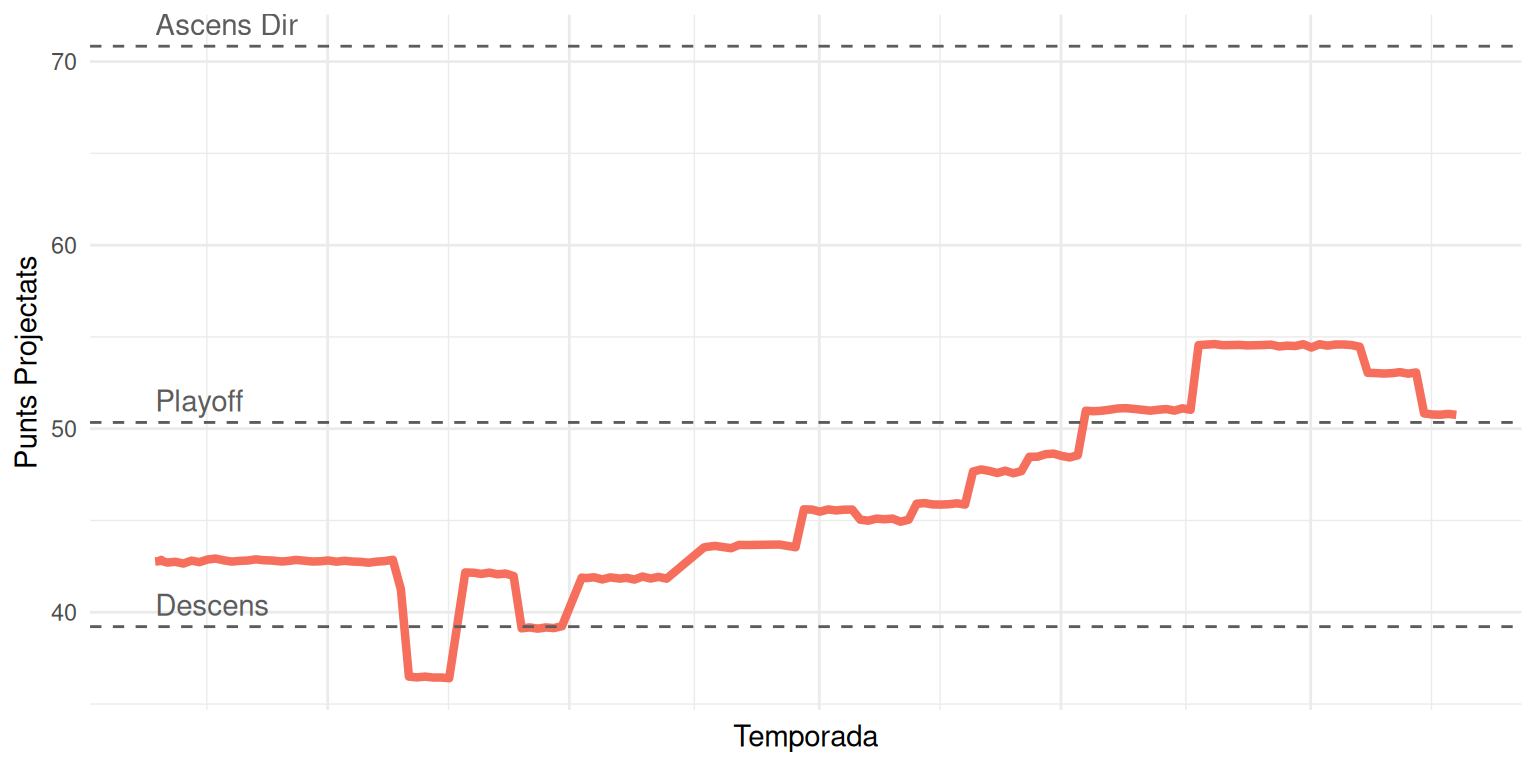 Ascens Dir
70
60
Punts Projectats
Playoff
50
Descens
40
Temporada